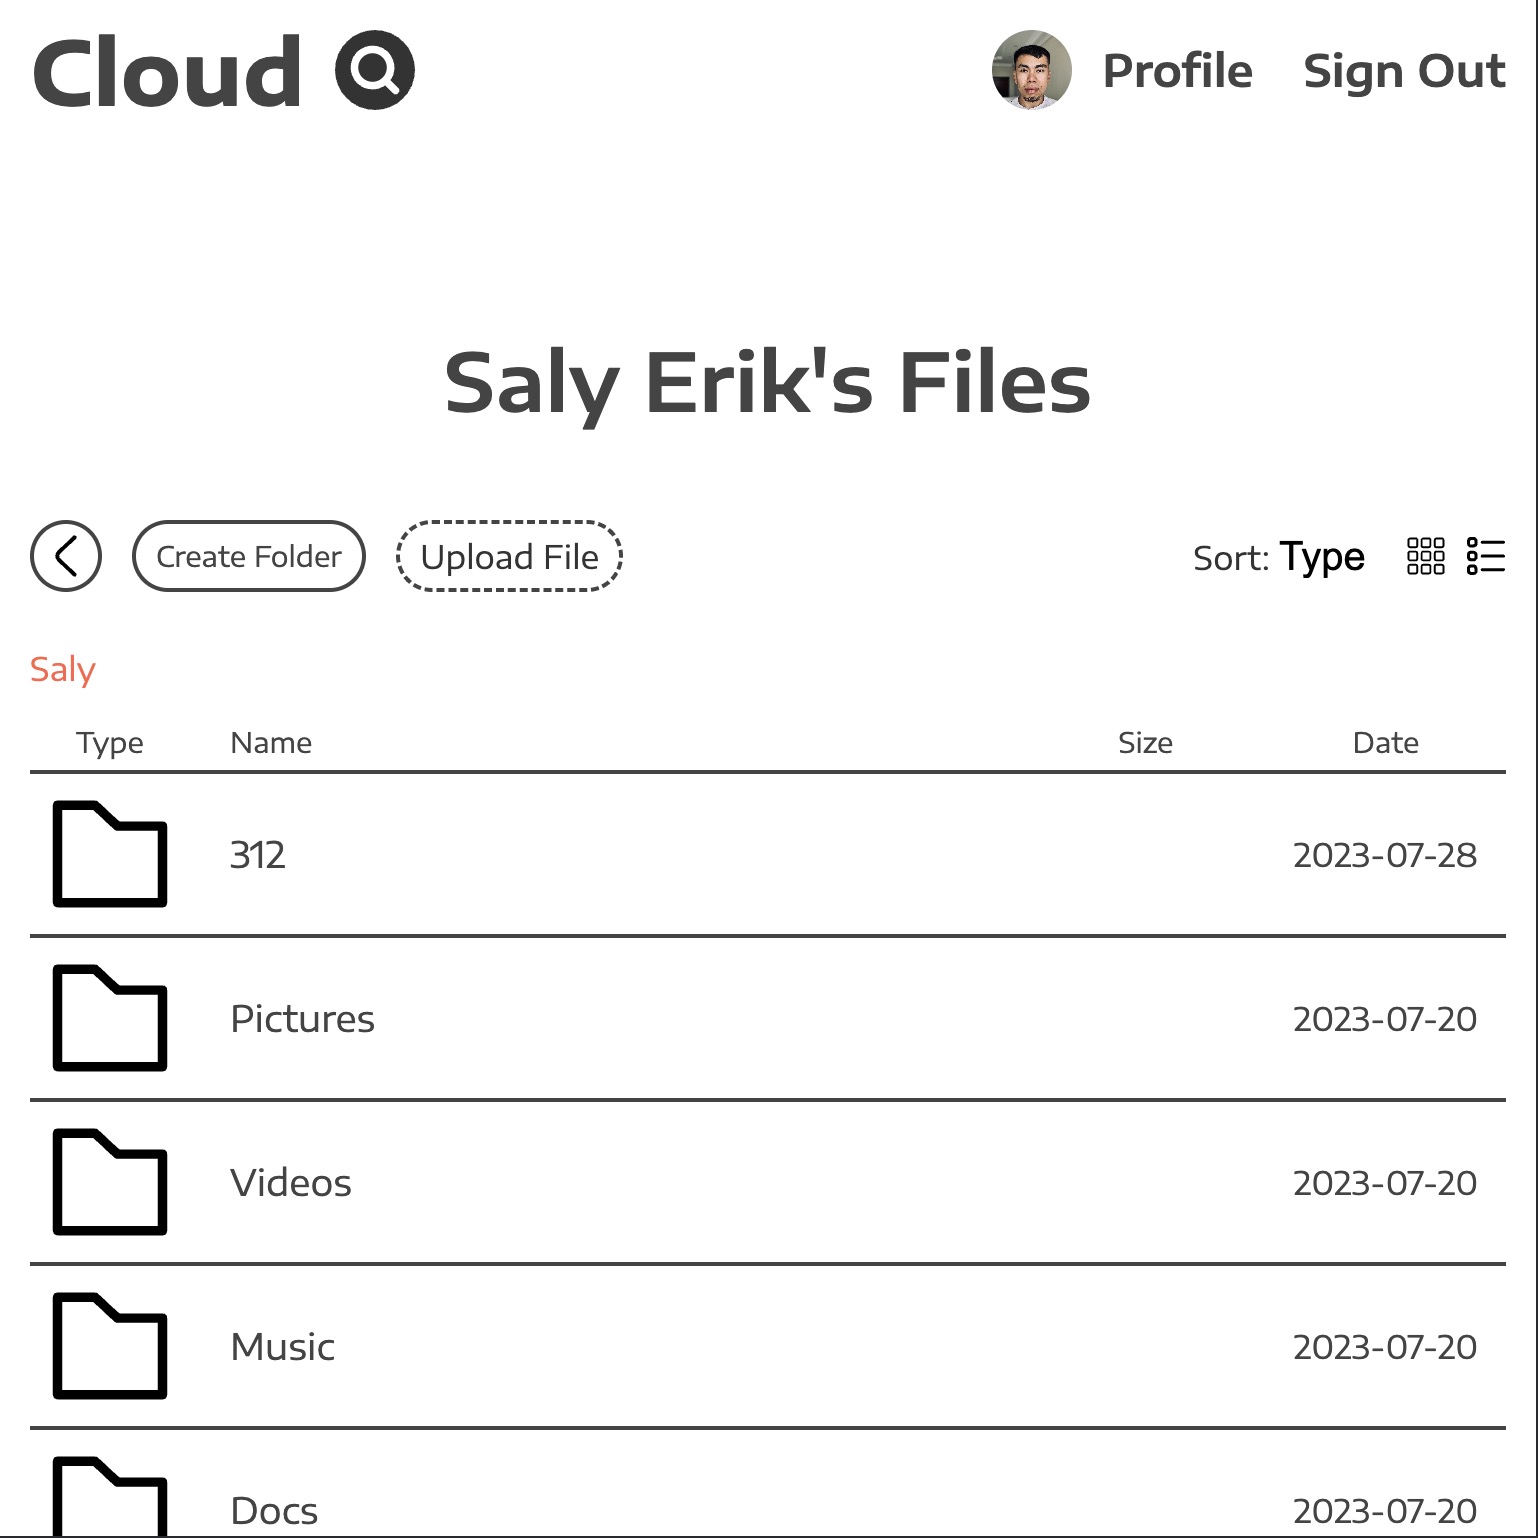 Cloud Profile Sign Out
Saly Erik's Files
Create Folder Upload File Sort: Type
Saly
Type Name Size Date
312 2023-07-28
Pictures 2023-07-20
Videos 2023-07-20
Music 2023-07-20
Docs 2023-07-20